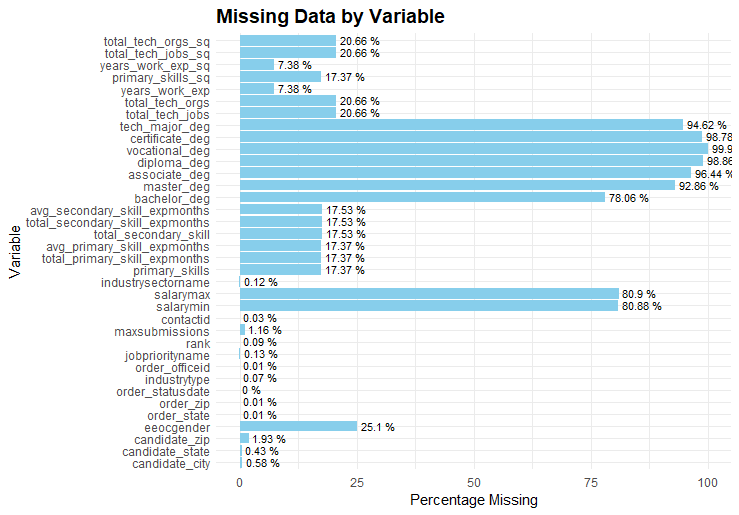 Missing Data by Variable
total_tech_orgs_sq 20.66 %
total_tech_jobs_sq 20.66 %
years_work_exp_sq 7.38 %
primary_skills_sq 17.37 %
years_work_exp 7.38 %
total_tech_orgs 20.66 %
total_tech_jobs 20.66 %
tech_major_deg 94.62 %
certificate_deg 98.78
vocational_deg 99.9
diploma_deg 98.86
associate_deg 96.44 %
master_deg 92.86 %
bachelor_deg 78.06 %
avg_secondary_skill_expmonths 17.53 %
total_secondary_skill_expmonths 17.53 %
total_secondary_skill 17.53 %
avg_primary_skill_expmonths 17.37 %
total_primary_skill_expmonths 17.37 %
primary_skills 17.37 %
industrysectorname 0.12 %
salarymax 80.9 %
salarymin 80.88 %
contactid 0.03 %
maxsubmissions 1.16 %
rank 0.09 %
jobpriorityname 0.13 %
order_officeid 0.01 %
industrytype 0.07 %
order_statusdate 0 %
order_zip 0.01 %
order_state 0.01 %
eeocgender 25.1 %
candidate_zip 1.93 %
candidate_state 0.43 %
candidate_city 0.58 %
Variable
0 25 50 75 100
Percentage Missing